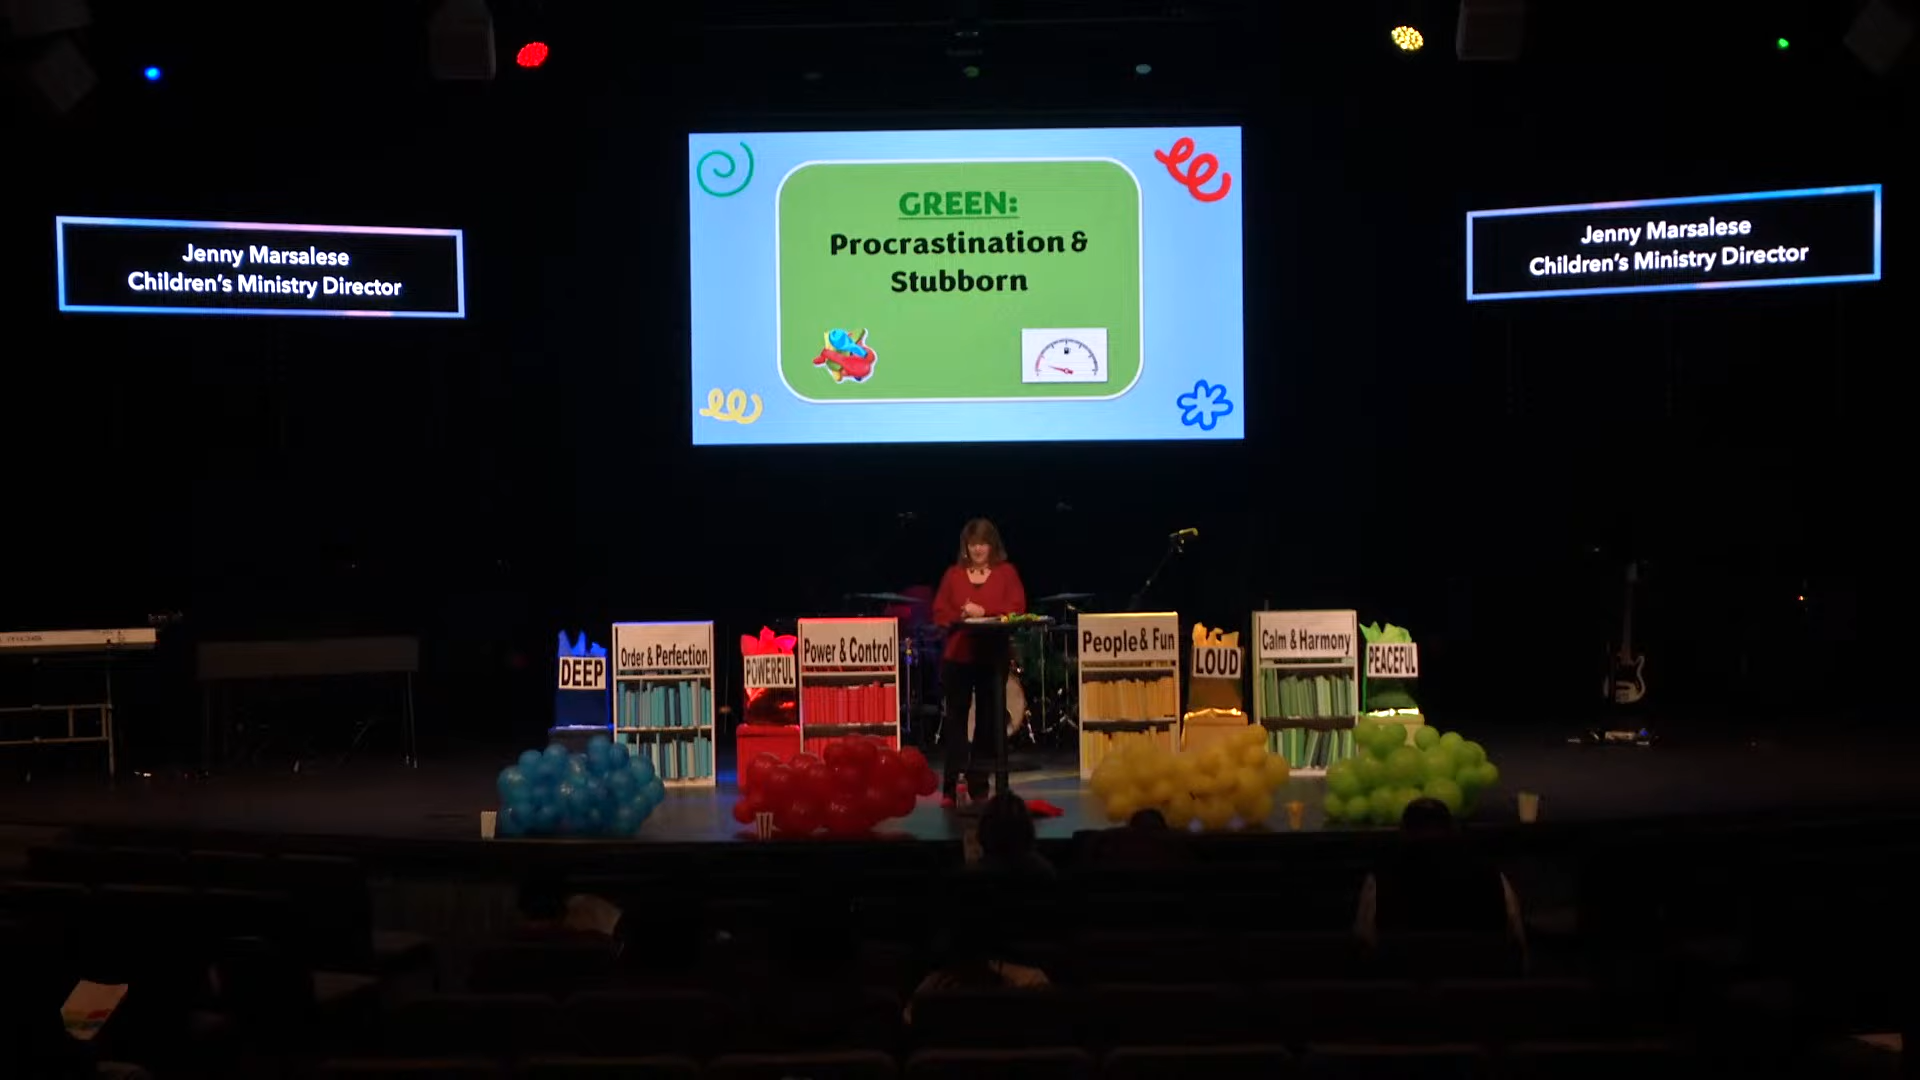 GREEN:
Procrastination &
Stubborn
Jenny Marsalese
Children's Ministry Director
Jenny Marsalese
Children's Ministry Director
DEEP
Order & Perfection
POWERFUL
Power & Control
People & Fun
LOUD
Calm & Harmony
PEACEFUL